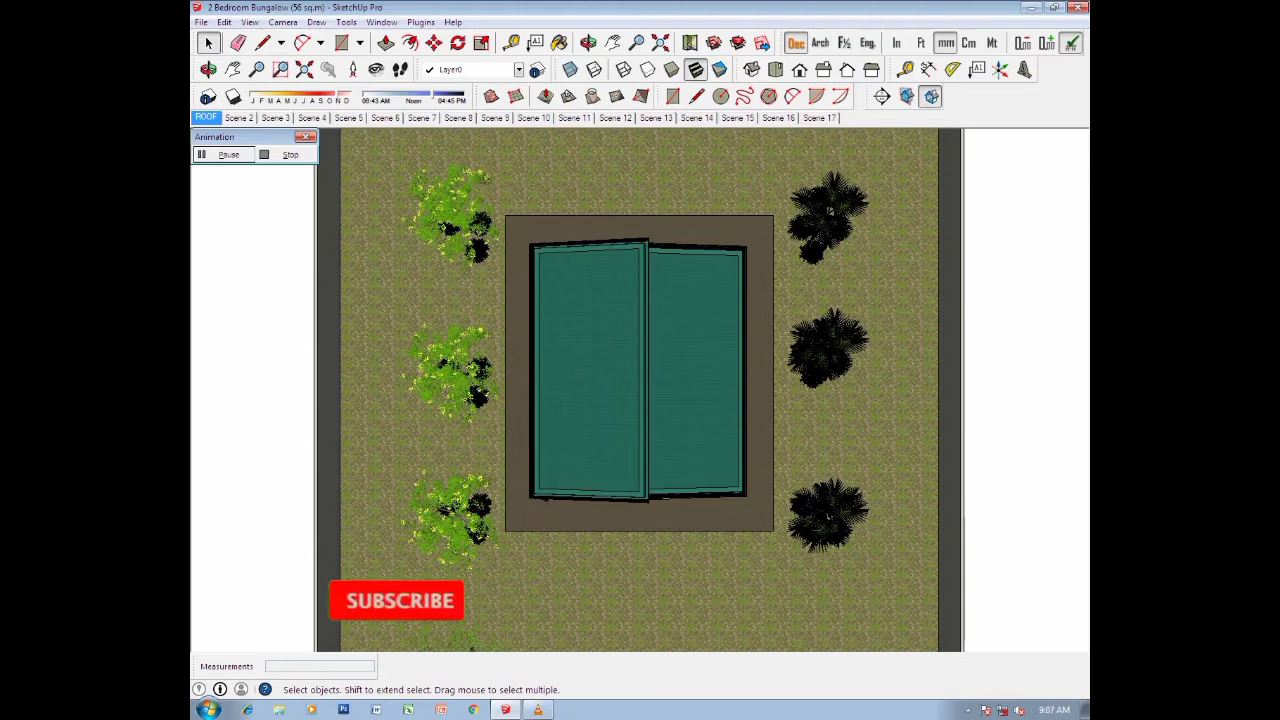 2 Bedroom Bungalow (56 sq.m) - SketchUp Pro
File Edit View Camera Draw Tools Window Plugins Help
Dec Arch F½ Eng. In Ft mm Cm Mt
Layer0
J F M A M J J A S O N D 06:43 AM Noon 04:45 PM
ROOF Scene 2 Scene 3 Scene 4 Scene 5 Scene 6 Scene 7 Scene 8 Scene 9 Scene 10 Scene 11 Scene 12 Scene 13 Scene 14 Scene 15 Scene 16 Scene 17
Animation
Pause Stop
SUBSCRIBE
Measurements
Select objects. Shift to extend select. Drag mouse to select multiple.
9:07 AM